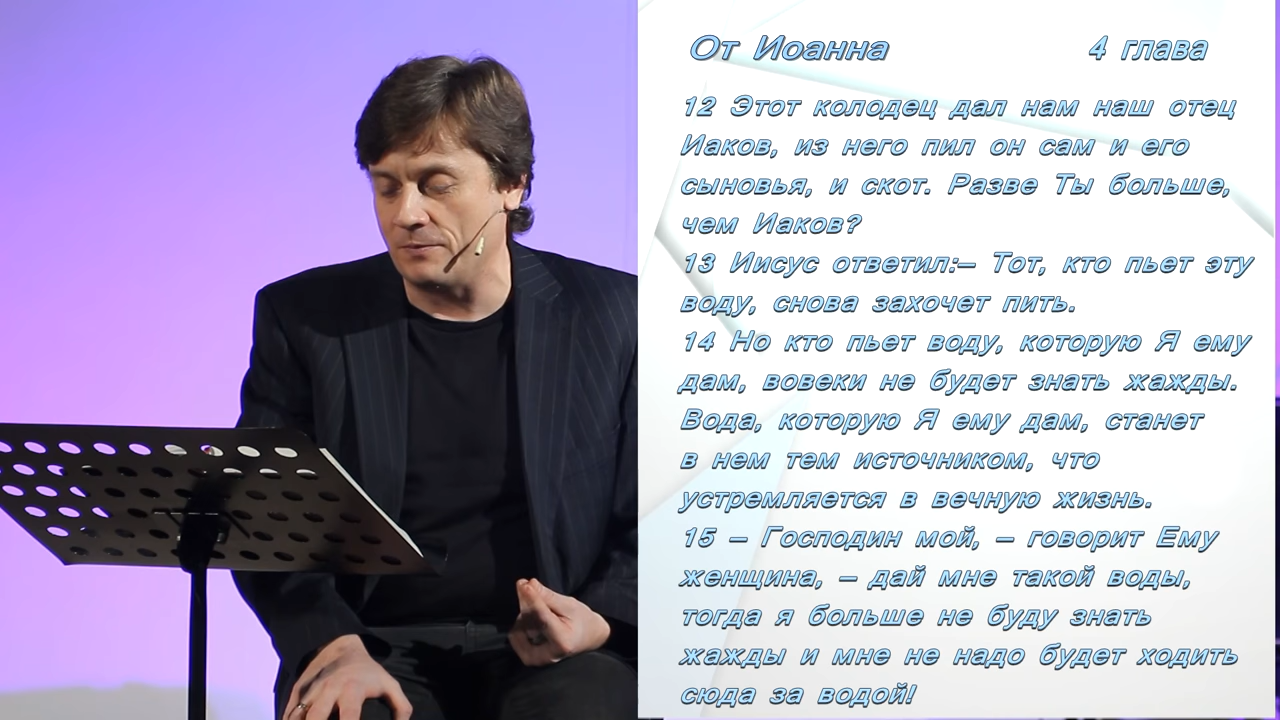 От Иоанна 4 глава
12 Этот колодец дал нам наш отец
Иаков, из него пил он сам и его
сыновья, и скот. Разве Ты больше,
чем Иаков?
13 Иисус ответил:– Тот, кто пьет эту
воду, снова захочет пить.
14 Но кто пьет воду, которую Я ему
дам, вовеки не будет знать жажды.
Вода, которую Я ему дам, станет
в нем тем источником, что
устремляется в вечную жизнь.
15 – Господин мой, – говорит Ему
женщина, – дай мне такой воды,
тогда я больше не буду знать
жажды и мне не надо будет ходить
сюда за водой!